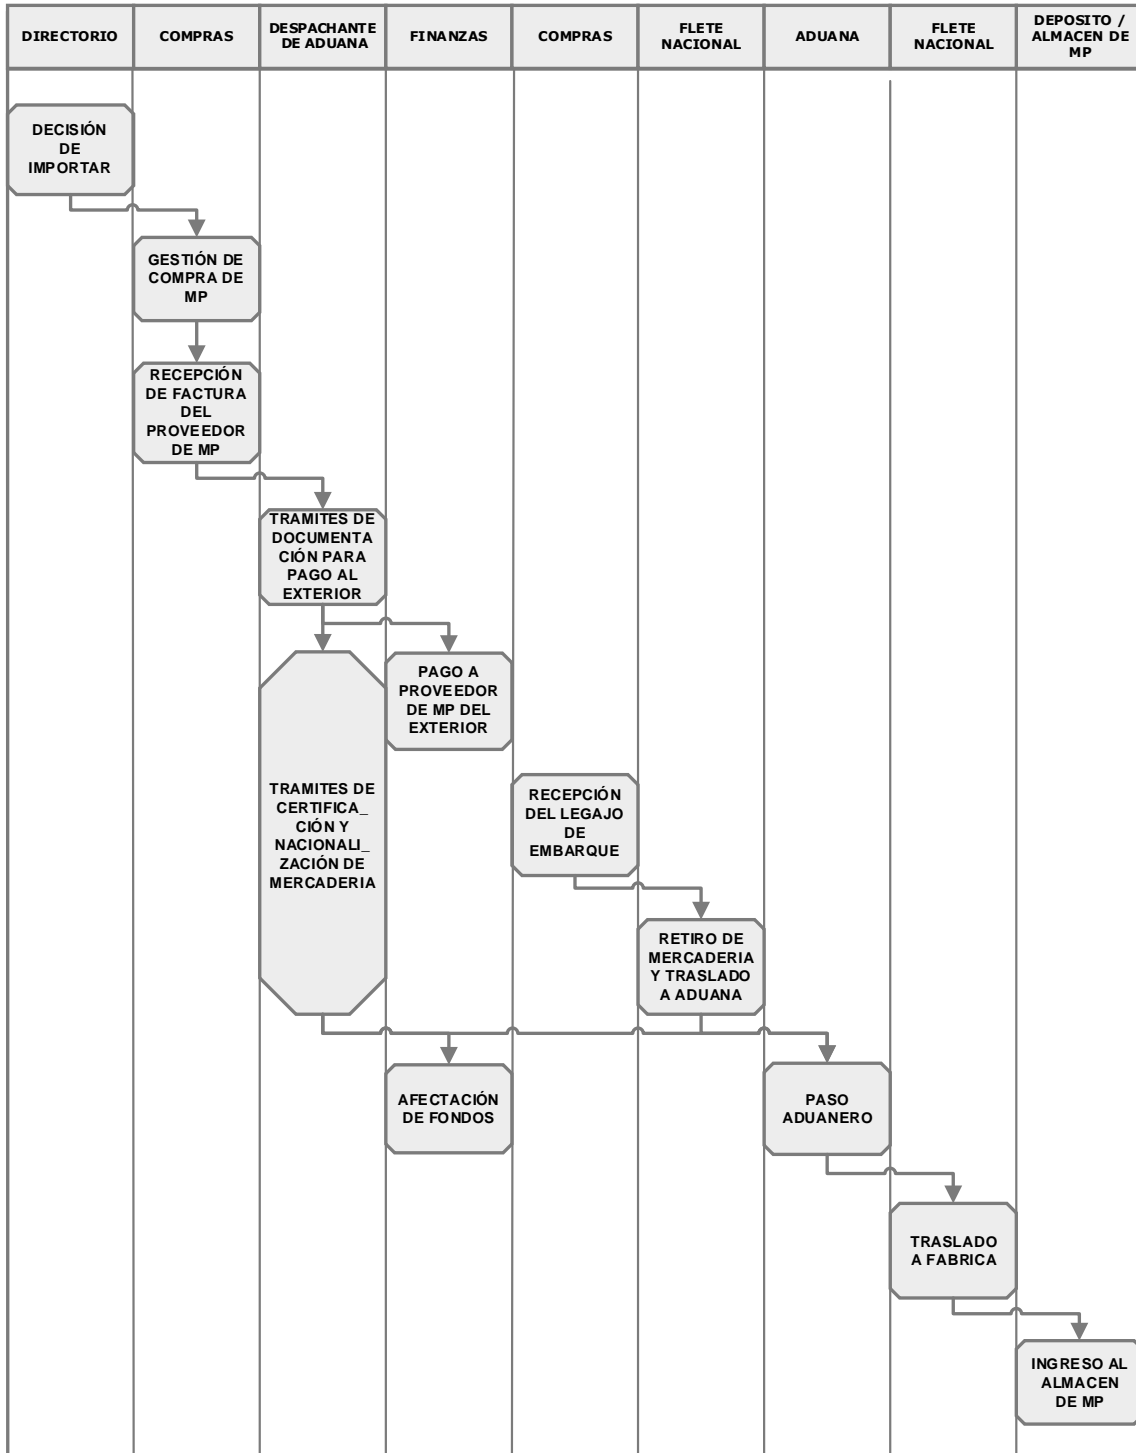 DIRECTORIO
COMPRAS
DESPACHANTE
DE ADUANA
FINANZAS
COMPRAS
FLETE
NACIONAL
ADUANA
FLETE
NACIONAL
DEPOSITO /
ALMACEN DE
MP
DECISIÓN
DE
IMPORTAR
GESTIÓN DE
COMPRA DE
MP
RECEPCIÓN
DE FACTURA
DEL
PROVEEDOR
DE MP
TRAMITES DE
DOCUMENTA
CIÓN PARA
PAGO AL
EXTERIOR
PAGO A
PROVEEDOR
DE MP DEL
EXTERIOR
TRAMITES DE
CERTIFICA_
CIÓN Y
NACIONALI_
ZACIÓN DE
MERCADERIA
RECEPCIÓN
DEL LEGAJO
DE
EMBARQUE
RETIRO DE
MERCADERIA
Y TRASLADO
A ADUANA
AFECTACIÓN
DE FONDOS
PASO
ADUANERO
TRASLADO
A FABRICA
INGRESO AL
ALMACEN
DE MP